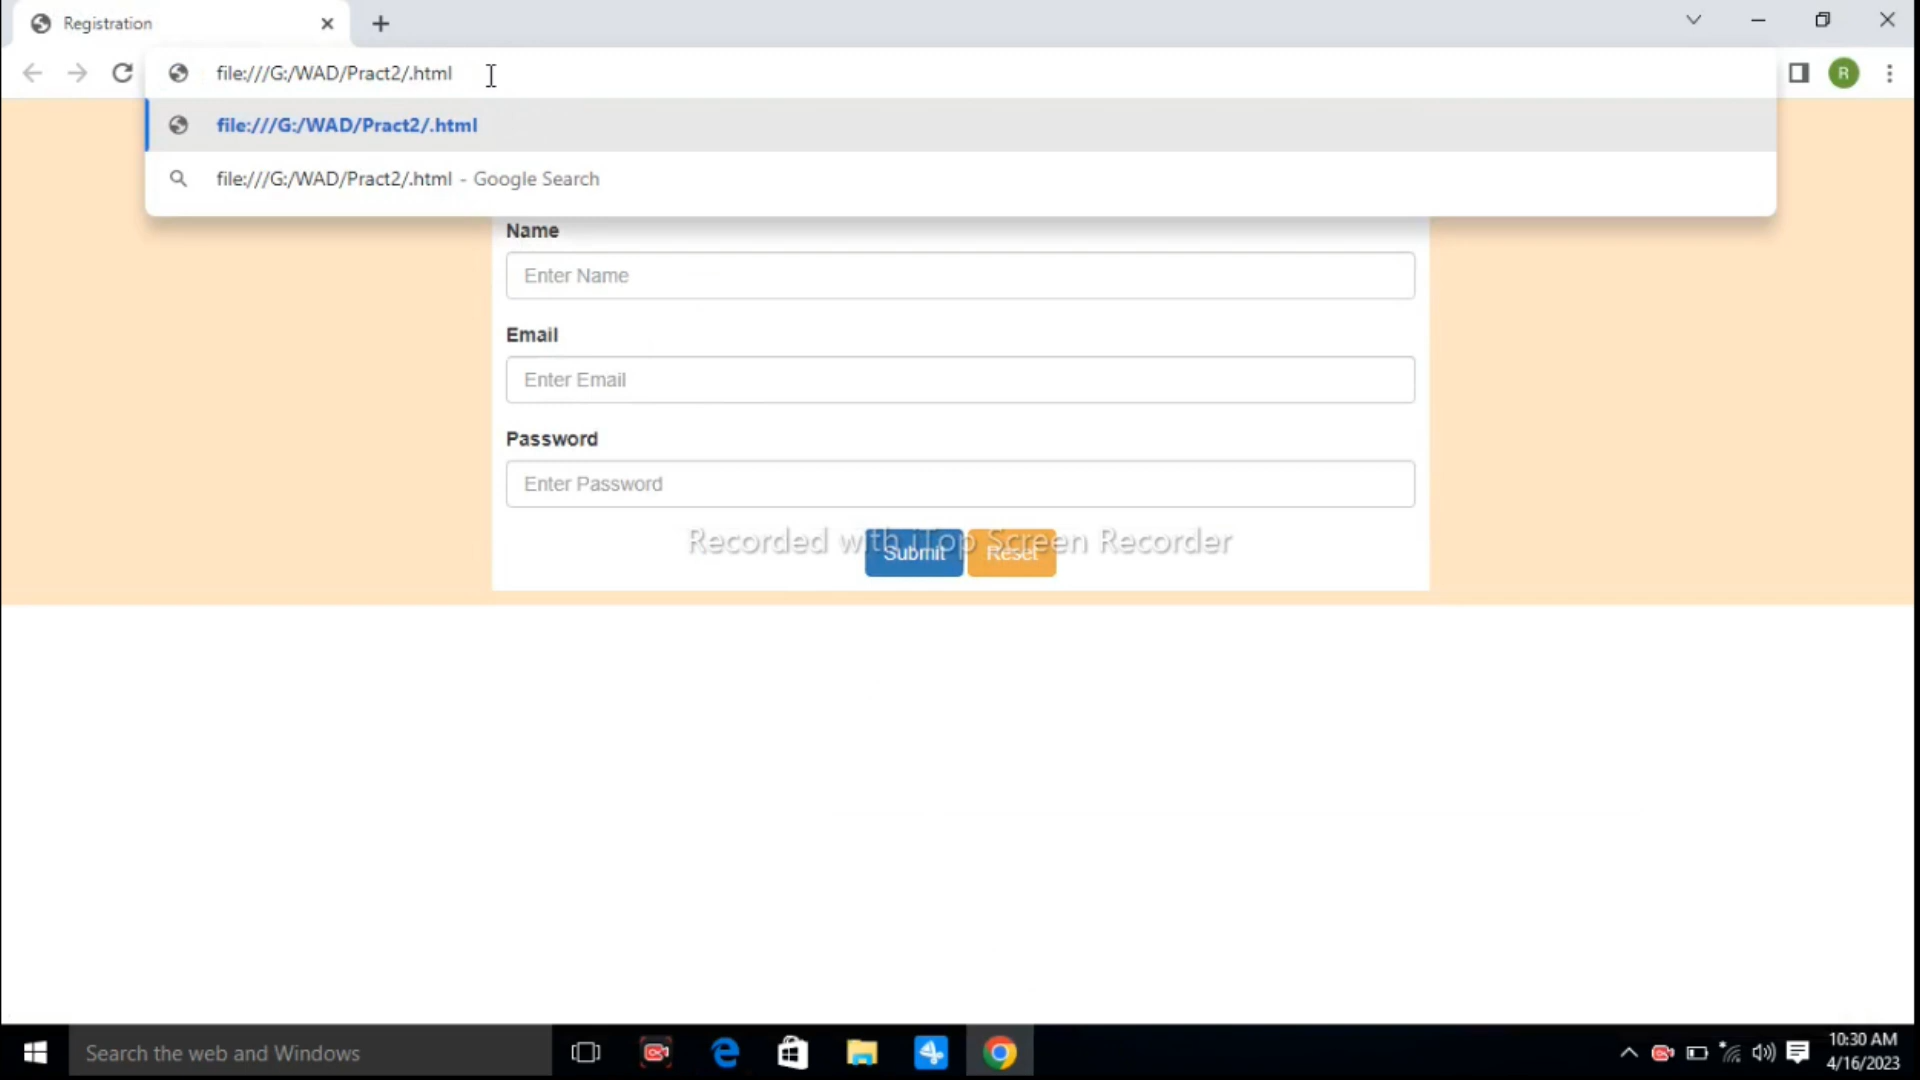 Registration
file:///G:/WAD/Pract2/.html
R
file:///G:/WAD/Pract2/.html
file:///G:/WAD/Pract2/.html - Google Search
Name
Enter Name
Email
Enter Email
Password
Enter Password
Recorded with iTop Screen Recorder
Submit Reset
Search the web and Windows
10:30 AM
4/16/2023